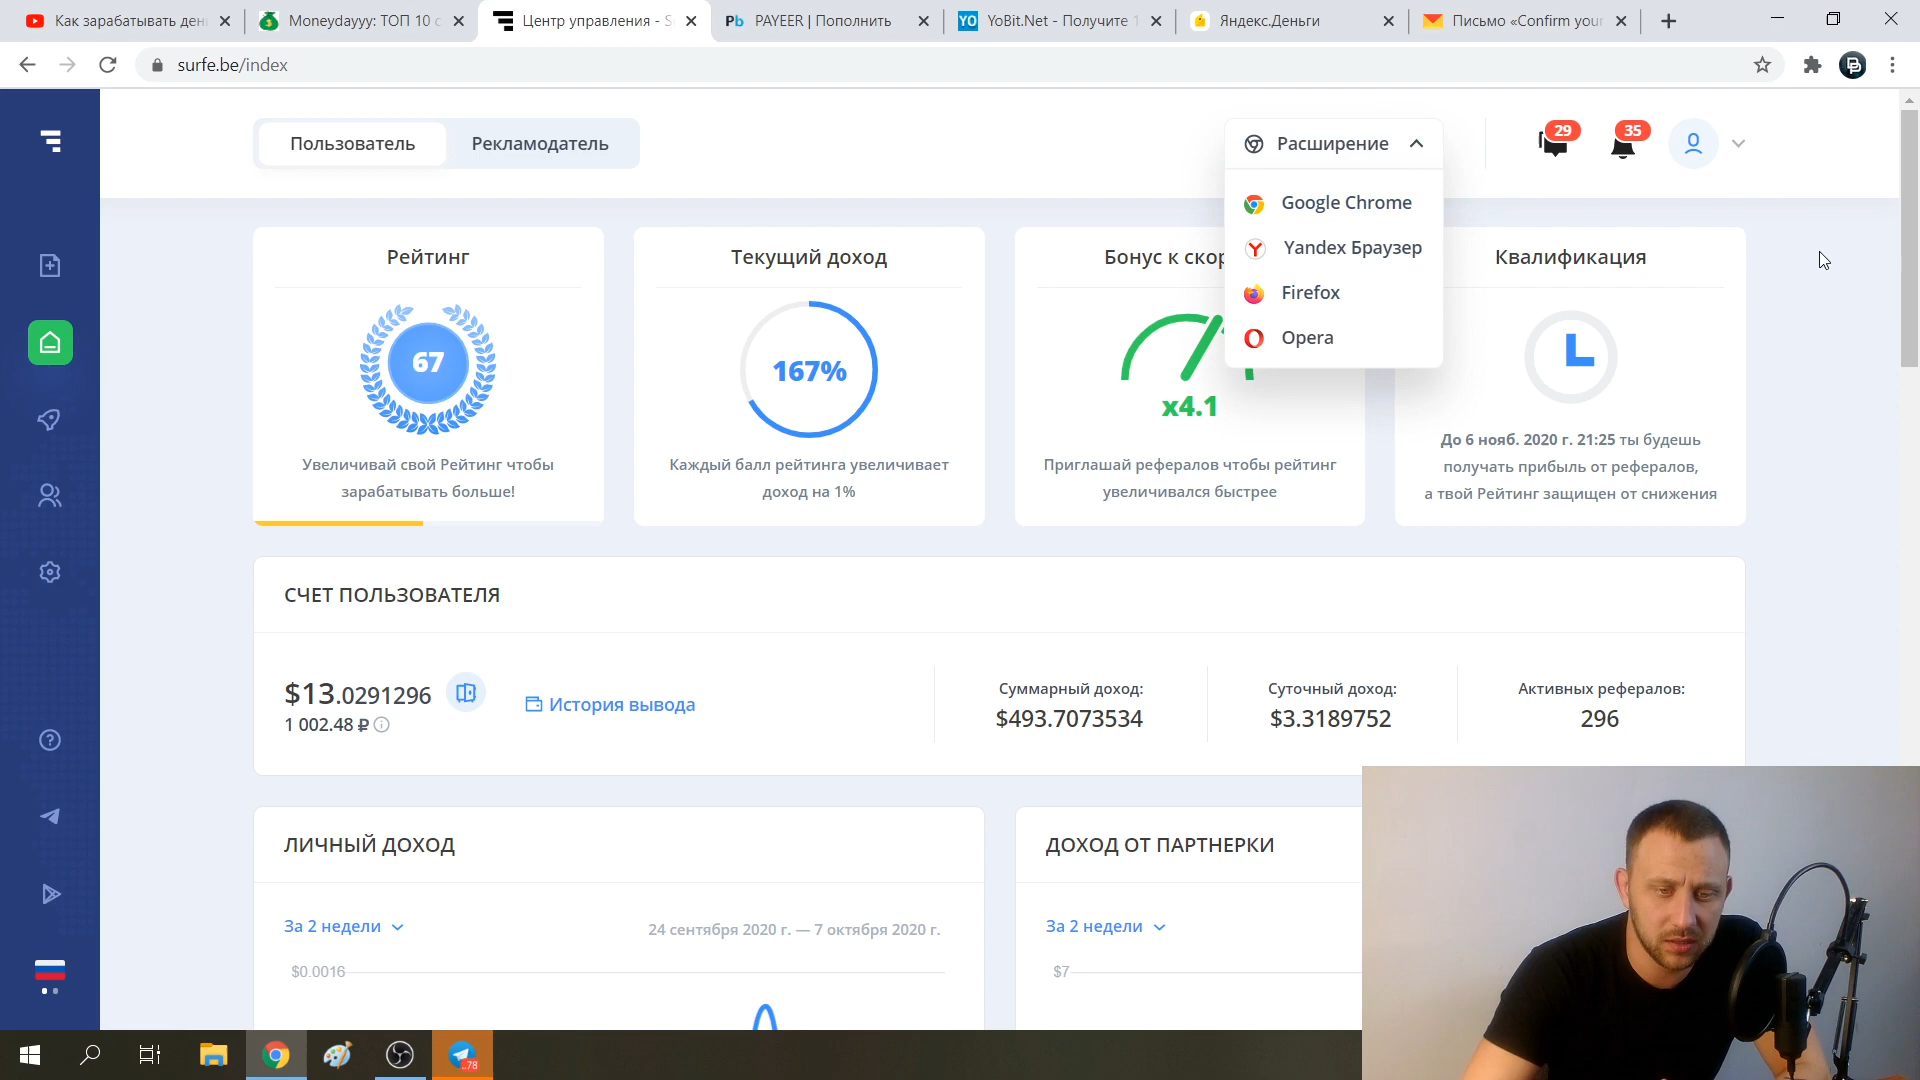 Как зарабатывать ден
Moneydayyy: ТОП 10 с
Центр управления - S
Pb PAYEER | Пополнить
YO YoBit.Net - Получите 1
Яндекс.Деньги
Письмо «Confirm your
surfe.be/index
Пользователь
Рекламодатель
Расширение
29
35
Google Chrome
Yandex Браузер
Firefox
Opera
Рейтинг
67
Увеличивай свой Рейтинг чтобы
зарабатывать больше!
Текущий доход
167%
Каждый балл рейтинга увеличивает
доход на 1%
Бонус к скор
x4.1
Приглашай рефералов чтобы рейтинг
увеличивался быстрее
Квалификация
До 6 нояб. 2020 г. 21:25 ты будешь
получать прибыль от рефералов,
а твой Рейтинг защищен от снижения
СЧЕТ ПОЛЬЗОВАТЕЛЯ
$13.0291296
1 002.48 ₽
История вывода
Суммарный доход:
$493.7073534
Суточный доход:
$3.3189752
Активных рефералов:
296
ЛИЧНЫЙ ДОХОД
За 2 недели
24 сентября 2020 г. — 7 октября 2020 г.
$0.0016
ДОХОД ОТ ПАРТНЕРКИ
За 2 недели
$7
78